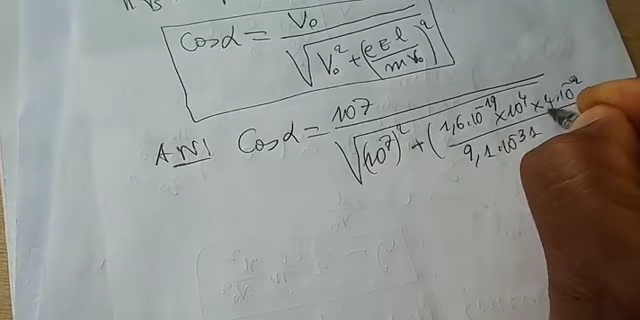 Cosα = V₀ / √(V₀² + (eEl / mV₀)²)
AN: Cosα = 10⁷ / √((10⁷)² + (1,6.10⁻¹⁹ × 10⁴ × 4.10⁻² / 9,1.10⁻³¹